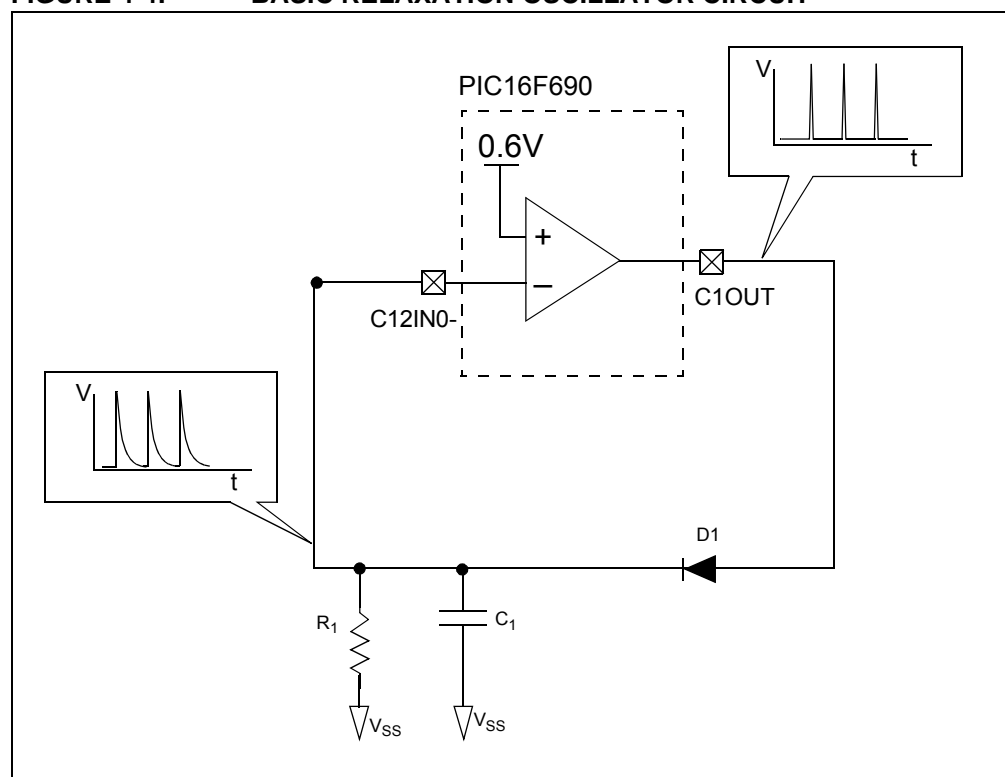 PIC16F690
V
t
0.6V
+
–
C12IN0-
C1OUT
V
t
D1
R1
C1
VSS
VSS